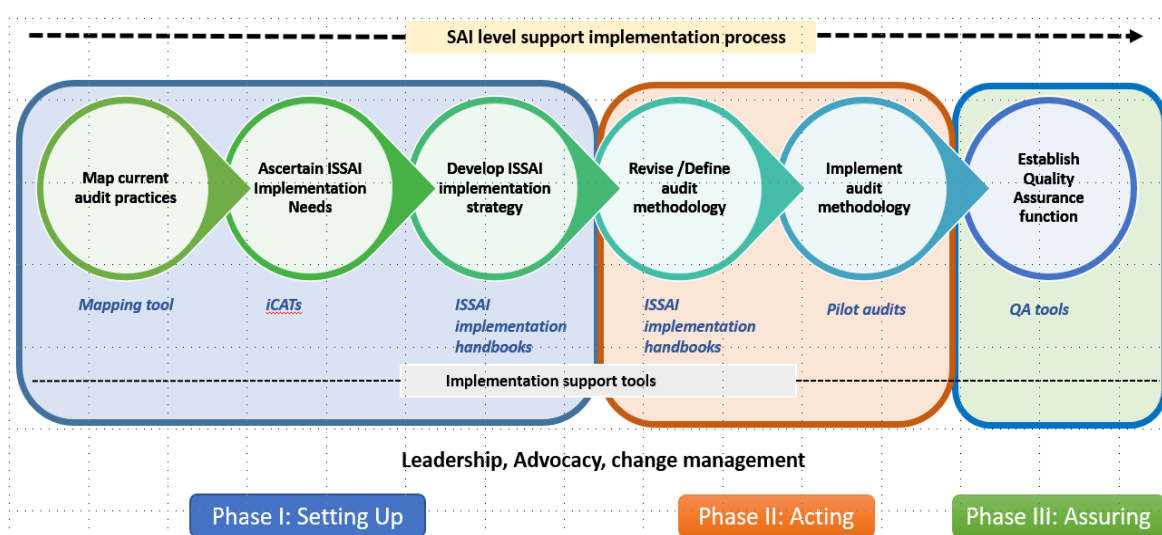 SAI level support implementation process
Map current
audit practices
Ascertain ISSAI
Implementation
Needs
Develop ISSAI
implementation
strategy
Revise /Define
audit
methodology
Implement
audit
methodology
Establish
Quality
Assurance
function
Mapping tool
iCATs
ISSAI
implementation
handbooks
ISSAI
implementation
handbooks
Pilot audits
QA tools
Implementation support tools
Leadership, Advocacy, change management
Phase I: Setting Up
Phase II: Acting
Phase III: Assuring